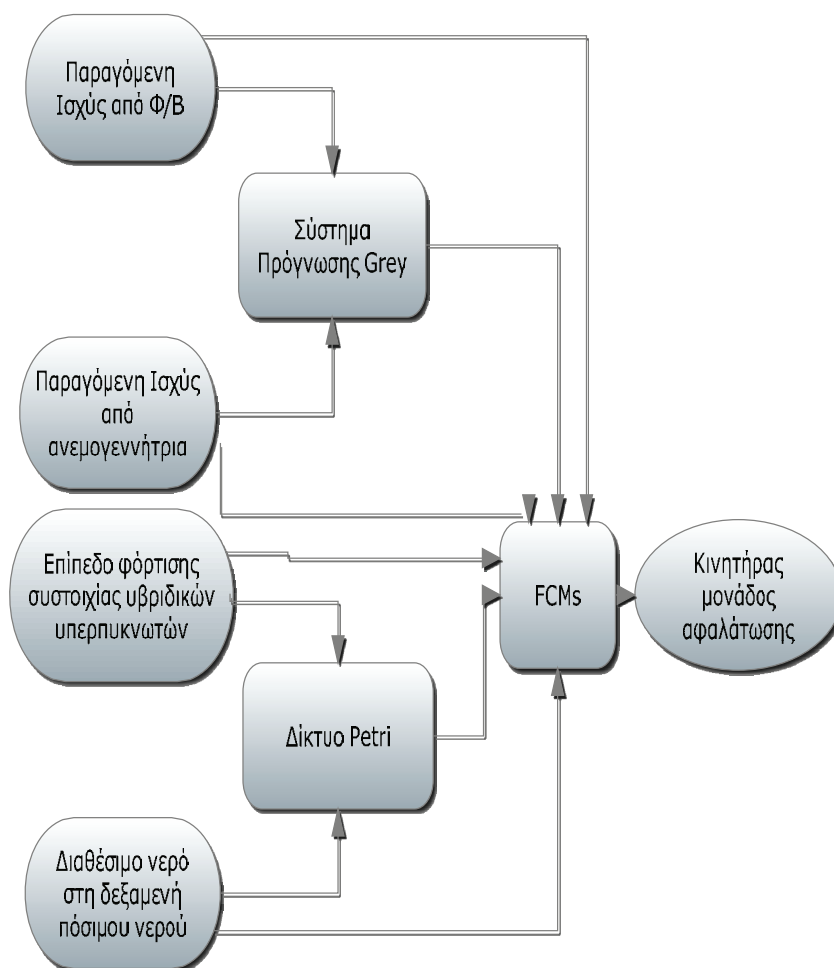 Παραγόμενη
Ισχύς από Φ/Β
Σύστημα
Πρόγνωσης Grey
Παραγόμενη Ισχύς
από
ανεμογεννήτρια
Επίπεδο φόρτισης
συστοιχίας υβριδικών
υπερπυκνωτών
FCMs
Κινητήρας
μονάδος
αφαλάτωσης
Δίκτυο Petri
Διαθέσιμο νερό
στη δεξαμενή
πόσιμου νερού